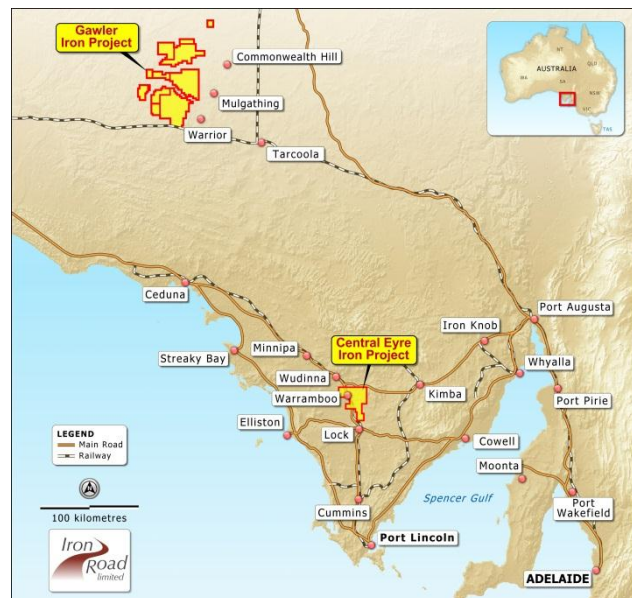 Gawler
Iron Project
Commonwealth Hill
Mulgathing
Warrior
Tarcoola
AUSTRALIA
WA
NT
SA
QLD
NSW
VIC
TAS
Ceduna
Streaky Bay
Minnipa
Wudinna
Warramboo
Central Eyre
Iron Project
Iron Knob
Port Augusta
Whyalla
Kimba
Port Pirie
Elliston
Lock
Cowell
Moonta
Cummins
Spencer Gulf
Port
Wakefield
Port Lincoln
ADELAIDE
LEGEND
Main Road
Railway
100 kilometres
Iron
Road
limited